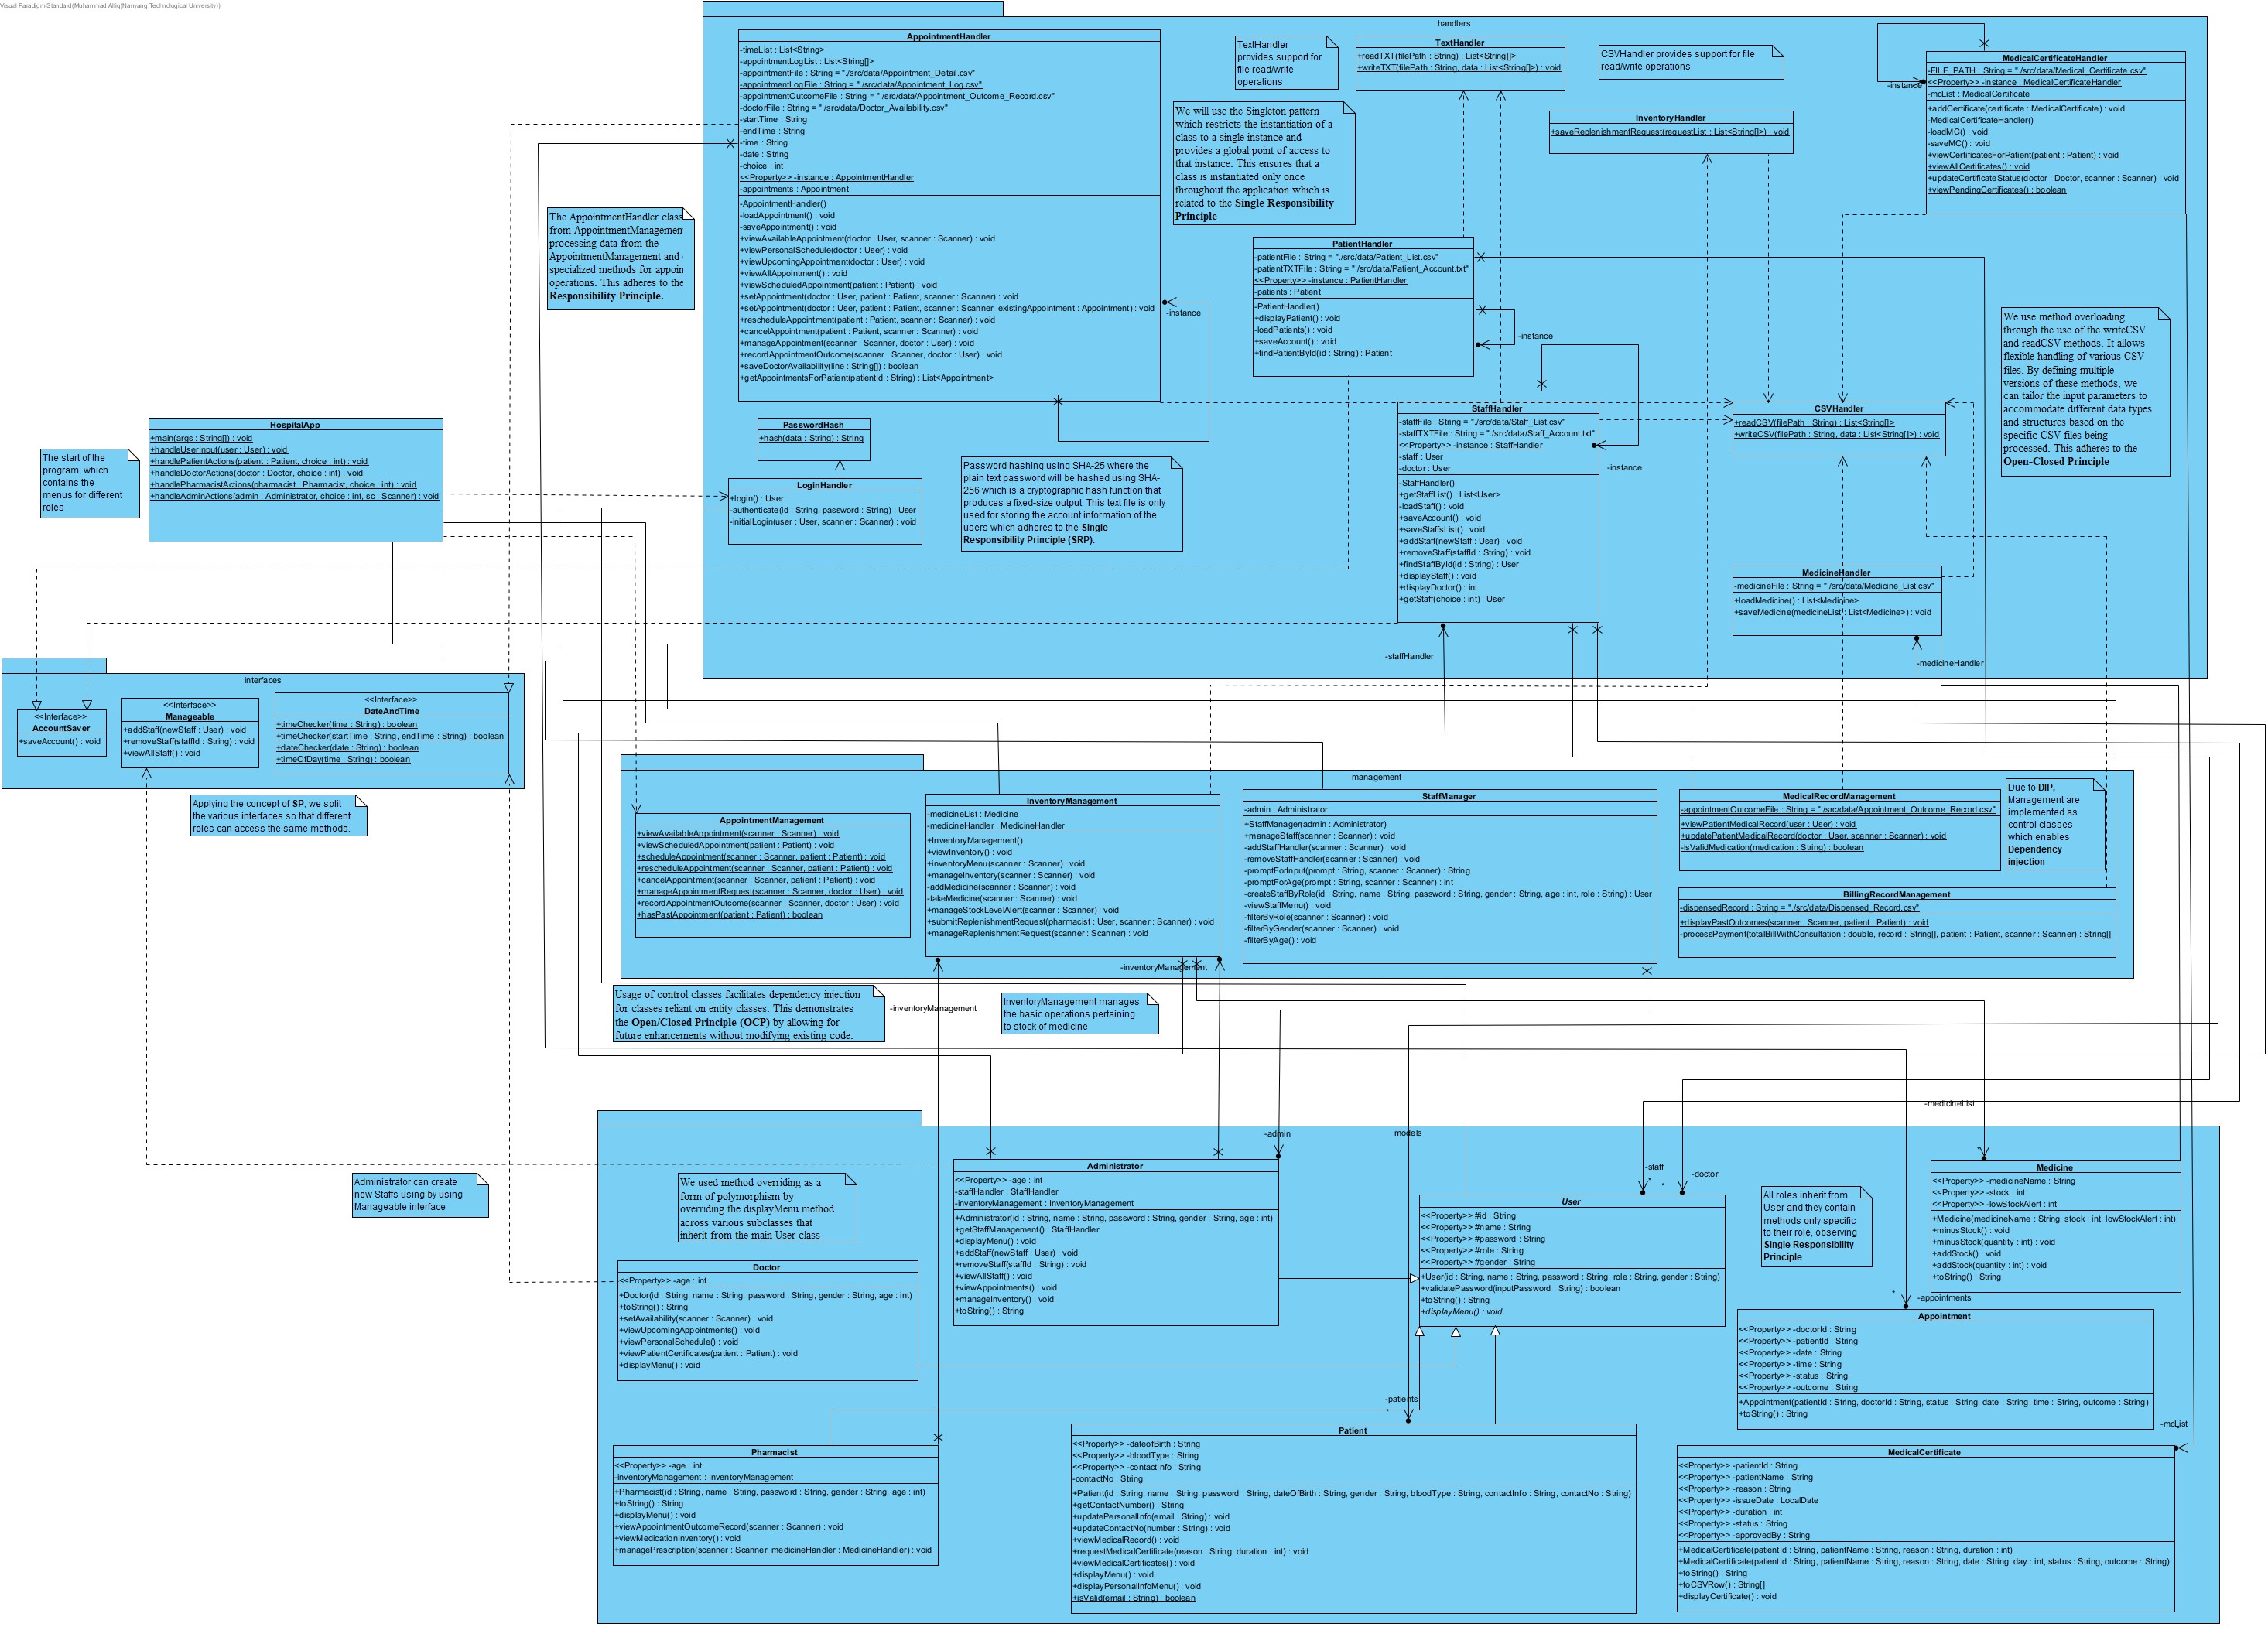 Visual Paradigm Standard(Muhammad Alfiq(Nanyang Technological University))
handlers
AppointmentHandler
-timeList : List<String>
-appointmentLogList : List<String[]>
-appointmentFile : String = "./src/data/Appointment_Detail.csv"
-appointmentLogFile : String = "./src/data/Appointment_Log.csv"
-appointmentOutcomeFile : String = "./src/data/Appointment_Outcome_Record.csv"
-doctorFile : String = "./src/data/Doctor_Availability.csv"
-startTime : String
-endTime : String
-time : String
-date : String
-choice : int
<<Property>> -instance : AppointmentHandler
-appointments : Appointment
-AppointmentHandler()
-loadAppointment() : void
-saveAppointment() : void
+viewAvailableAppointment(doctor : User, scanner : Scanner) : void
+viewPersonalSchedule(doctor : User) : void
+viewUpcomingAppointment(doctor : User) : void
+viewAllAppointment() : void
+viewScheduledAppointment(patient : Patient) : void
+setAppointment(doctor : User, patient : Patient, scanner : Scanner) : void
+setAppointment(doctor : User, patient : Patient, scanner : Scanner, existingAppointment : Appointment) : void
+rescheduleAppointment(patient : Patient, scanner : Scanner) : void
+cancelAppointment(patient : Patient, scanner : Scanner) : void
+manageAppointment(scanner : Scanner, doctor : User) : void
+recordAppointmentOutcome(scanner : Scanner, doctor : User) : void
+saveDoctorAvailability(line : String[]) : boolean
+getAppointmentsForPatient(patientId : String) : List<Appointment>
-instance
TextHandler
provides support for
file read/write
operations
TextHandler
+readTXT(filePath : String) : List<String[]>
+writeTXT(filePath : String, data : List<String[]>) : void
CSVHandler provides support for file
read/write operations
MedicalCertificateHandler
-FILE_PATH : String = "./src/data/Medical_Certificate.csv"
<<Property>> -instance : MedicalCertificateHandler
-mcList : MedicalCertificate
+addCertificate(certificate : MedicalCertificate) : void
-MedicalCertificateHandler()
-loadMC() : void
-saveMC() : void
+viewCertificatesForPatient(patient : Patient) : void
+viewAllCertificates() : void
+updateCertificateStatus(doctor : Doctor, scanner : Scanner) : void
+viewPendingCertificates() : boolean
-instance
We will use the Singleton pattern
which restricts the instantiation of a
class to a single instance and
provides a global point of access to
that instance. This ensures that a
class is instantiated only once
throughout the application which is
related to the Single Responsibility
Principle
InventoryHandler
+saveReplenishmentRequest(requestList : List<String[]>) : void
The AppointmentHandler class
from AppointmentManagemen
processing data from the
AppointmentManagement and
specialized methods for appoin
operations. This adheres to the
Responsibility Principle.
PatientHandler
-patientFile : String = "./src/data/Patient_List.csv"
-patientTXTFile : String = "./src/data/Patient_Account.txt"
<<Property>> -instance : PatientHandler
-patients : Patient
-PatientHandler()
+displayPatient() : void
-loadPatients() : void
+saveAccount() : void
+findPatientById(id : String) : Patient
-instance
We use method overloading
through the use of the writeCSV
and readCSV methods. It allows
flexible handling of various CSV
files. By defining multiple
versions of these methods, we
can tailor the input parameters to
accommodate different data types
and structures based on the
specific CSV files being
processed. This adheres to the
Open-Closed Principle
StaffHandler
-staffFile : String = "./src/data/Staff_List.csv"
-staffTXTFile : String = "./src/data/Staff_Account.txt"
<<Property>> -instance : StaffHandler
-staff : User
-doctor : User
-StaffHandler()
+getStaffList() : List<User>
-loadStaff() : void
+saveAccount() : void
+saveStaffsList() : void
+addStaff(newStaff : User) : void
+removeStaff(staffId : String) : void
+findStaffById(id : String) : User
+displayStaff() : void
+displayDoctor() : int
+getStaff(choice : int) : User
-instance
CSVHandler
+readCSV(filePath : String) : List<String[]>
+writeCSV(filePath : String, data : List<String[]>) : void
PasswordHash
+hash(data : String) : String
LoginHandler
+login() : User
-authenticate(id : String, password : String) : User
-initialLogin(user : User, scanner : Scanner) : void
Password hashing using SHA-25 where the
plain text password will be hashed using SHA-
256 which is a cryptographic hash function that
produces a fixed-size output. This text file is only
used for storing the account information of the
users which adheres to the Single
Responsibility Principle (SRP).
HospitalApp
+main(args : String[]) : void
+handleUserInput(user : User) : void
+handlePatientActions(patient : Patient, choice : int) : void
+handleDoctorActions(doctor : Doctor, choice : int) : void
+handlePharmacistActions(pharmacist : Pharmacist, choice : int) : void
+handleAdminActions(admin : Administrator, choice : int, sc : Scanner) : void
The start of the
program, which
contains the
menus for different
roles
MedicineHandler
-medicineFile : String = "./src/data/Medicine_List.csv"
+loadMedicine() : List<Medicine>
+saveMedicine(medicineList : List<Medicine>) : void
-staffHandler
-medicineHandler
interfaces
<<Interface>>
AccountSaver
+saveAccount() : void
<<Interface>>
Manageable
+addStaff(newStaff : User) : void
+removeStaff(staffId : String) : void
+viewAllStaff() : void
<<Interface>>
DateAndTime
+timeChecker(time : String) : boolean
+timeChecker(startTime : String, endTime : String) : boolean
+dateChecker(date : String) : boolean
+timeOfDay(time : String) : boolean
Applying the concept of SP, we split
the various interfaces so that different
roles can access the same methods.
management
AppointmentManagement
+viewAvailableAppointment(scanner : Scanner) : void
+viewScheduledAppointment(patient : Patient) : void
+scheduleAppointment(scanner : Scanner, patient : Patient) : void
+rescheduleAppointment(scanner : Scanner, patient : Patient) : void
+cancelAppointment(scanner : Scanner, patient : Patient) : void
+manageAppointmentRequest(scanner : Scanner, doctor : User) : void
+recordAppointmentOutcome(scanner : Scanner, doctor : User) : void
+hasPastAppointment(patient : Patient) : boolean
InventoryManagement
-medicineList : Medicine
-medicineHandler : MedicineHandler
+InventoryManagement()
+viewInventory() : void
+inventoryMenu(scanner : Scanner) : void
+manageInventory(scanner : Scanner) : void
-addMedicine(scanner : Scanner) : void
-takeMedicine(scanner : Scanner) : void
+manageStockLevelAlert(scanner : Scanner) : void
+submitReplenishmentRequest(pharmacist : User, scanner : Scanner) : void
+manageReplenishmentRequest(scanner : Scanner) : void
StaffManager
-admin : Administrator
+StaffManager(admin : Administrator)
+manageStaff(scanner : Scanner) : void
-addStaffHandler(scanner : Scanner) : void
-removeStaffHandler(scanner : Scanner) : void
-promptForInput(prompt : String, scanner : Scanner) : String
-promptForAge(prompt : String, scanner : Scanner) : int
-createStaffByRole(id : String, name : String, password : String, gender : String, age : int, role : String) : User
-viewStaffMenu() : void
-filterByRole(scanner : Scanner) : void
-filterByGender(scanner : Scanner) : void
-filterByAge() : void
MedicalRecordManagement
-appointmentOutcomeFile : String = "./src/data/Appointment_Outcome_Record.csv"
+viewPatientMedicalRecord(user : User) : void
+updatePatientMedicalRecord(doctor : User, scanner : Scanner) : void
-isValidMedication(medication : String) : boolean
Due to DIP,
Management are
implemented as
control classes
which enables
Dependency
injection
BillingRecordManagement
-dispensedRecord : String = "./src/data/Dispensed_Record.csv"
+displayPastOutcomes(scanner : Scanner, patient : Patient) : void
-processPayment(totalBillWithConsultation : double, record : String[], patient : Patient, scanner : Scanner) : String[]
-inventoryManagement
Usage of control classes facilitates dependency injection
for classes reliant on entity classes. This demonstrates
the Open/Closed Principle (OCP) by allowing for
future enhancements without modifying existing code.
-inventoryManagement
InventoryManagement manages
the basic operations pertaining
to stock of medicine
-medicineList
-admin
models
Administrator can create
new Staffs using by using
Manageable interface
We used method overriding as a
form of polymorphism by
overriding the displayMenu method
across various subclasses that
inherit from the main User class
Administrator
<<Property>> -age : int
-staffHandler : StaffHandler
-inventoryManagement : InventoryManagement
+Administrator(id : String, name : String, password : String, gender : String, age : int)
+getStaffManagement() : StaffHandler
+displayMenu() : void
+addStaff(newStaff : User) : void
+removeStaff(staffId : String) : void
+viewAllStaff() : void
+viewAppointments() : void
+manageInventory() : void
+toString() : String
-staff
*
-doctor
*
User
<<Property>> #id : String
<<Property>> #name : String
<<Property>> #password : String
<<Property>> #role : String
<<Property>> #gender : String
+User(id : String, name : String, password : String, role : String, gender : String)
+validatePassword(inputPassword : String) : boolean
+toString() : String
+displayMenu() : void
All roles inherit from
User and they contain
methods only specific
to their role, observing
Single Responsibility
Principle
*
Medicine
<<Property>> -medicineName : String
<<Property>> -stock : int
<<Property>> -lowStockAlert : int
+Medicine(medicineName : String, stock : int, lowStockAlert : int)
+minusStock() : void
+minusStock(quantity : int) : void
+addStock() : void
+addStock(quantity : int) : void
+toString() : String
Doctor
<<Property>> -age : int
+Doctor(id : String, name : String, password : String, gender : String, age : int)
+toString() : String
+setAvailability(scanner : Scanner) : void
+viewUpcomingAppointments() : void
+viewPersonalSchedule() : void
+viewPatientCertificates(patient : Patient) : void
+displayMenu() : void
*
-appointments
Appointment
<<Property>> -doctorId : String
<<Property>> -patientId : String
<<Property>> -date : String
<<Property>> -time : String
<<Property>> -status : String
<<Property>> -outcome : String
+Appointment(patientId : String, doctorId : String, status : String, date : String, time : String, outcome : String)
+toString() : String
-patients
*
Pharmacist
<<Property>> -age : int
-inventoryManagement : InventoryManagement
+Pharmacist(id : String, name : String, password : String, gender : String, age : int)
+toString() : String
+displayMenu() : void
+viewAppointmentOutcomeRecord(scanner : Scanner) : void
+viewMedicationInventory() : void
+managePrescription(scanner : Scanner, medicineHandler : MedicineHandler) : void
Patient
<<Property>> -dateofBirth : String
<<Property>> -bloodType : String
<<Property>> -contactInfo : String
-contactNo : String
+Patient(id : String, name : String, password : String, dateOfBirth : String, gender : String, bloodType : String, contactInfo : String, contactNo : String)
+getContactNumber() : String
+updatePersonalInfo(email : String) : void
+updateContactNo(number : String) : void
+viewMedicalRecord() : void
+requestMedicalCertificate(reason : String, duration : int) : void
+viewMedicalCertificates() : void
+displayMenu() : void
+displayPersonalInfoMenu() : void
+isValid(email : String) : boolean
-mcList
MedicalCertificate
<<Property>> -patientId : String
<<Property>> -patientName : String
<<Property>> -reason : String
<<Property>> -issueDate : LocalDate
<<Property>> -duration : int
<<Property>> -status : String
<<Property>> -approvedBy : String
+MedicalCertificate(patientId : String, patientName : String, reason : String, duration : int)
+MedicalCertificate(patientId : String, patientName : String, reason : String, date : String, day : int, status : String, outcome : String)
+toString() : String
+toCSVRow() : String[]
+displayCertificate() : void